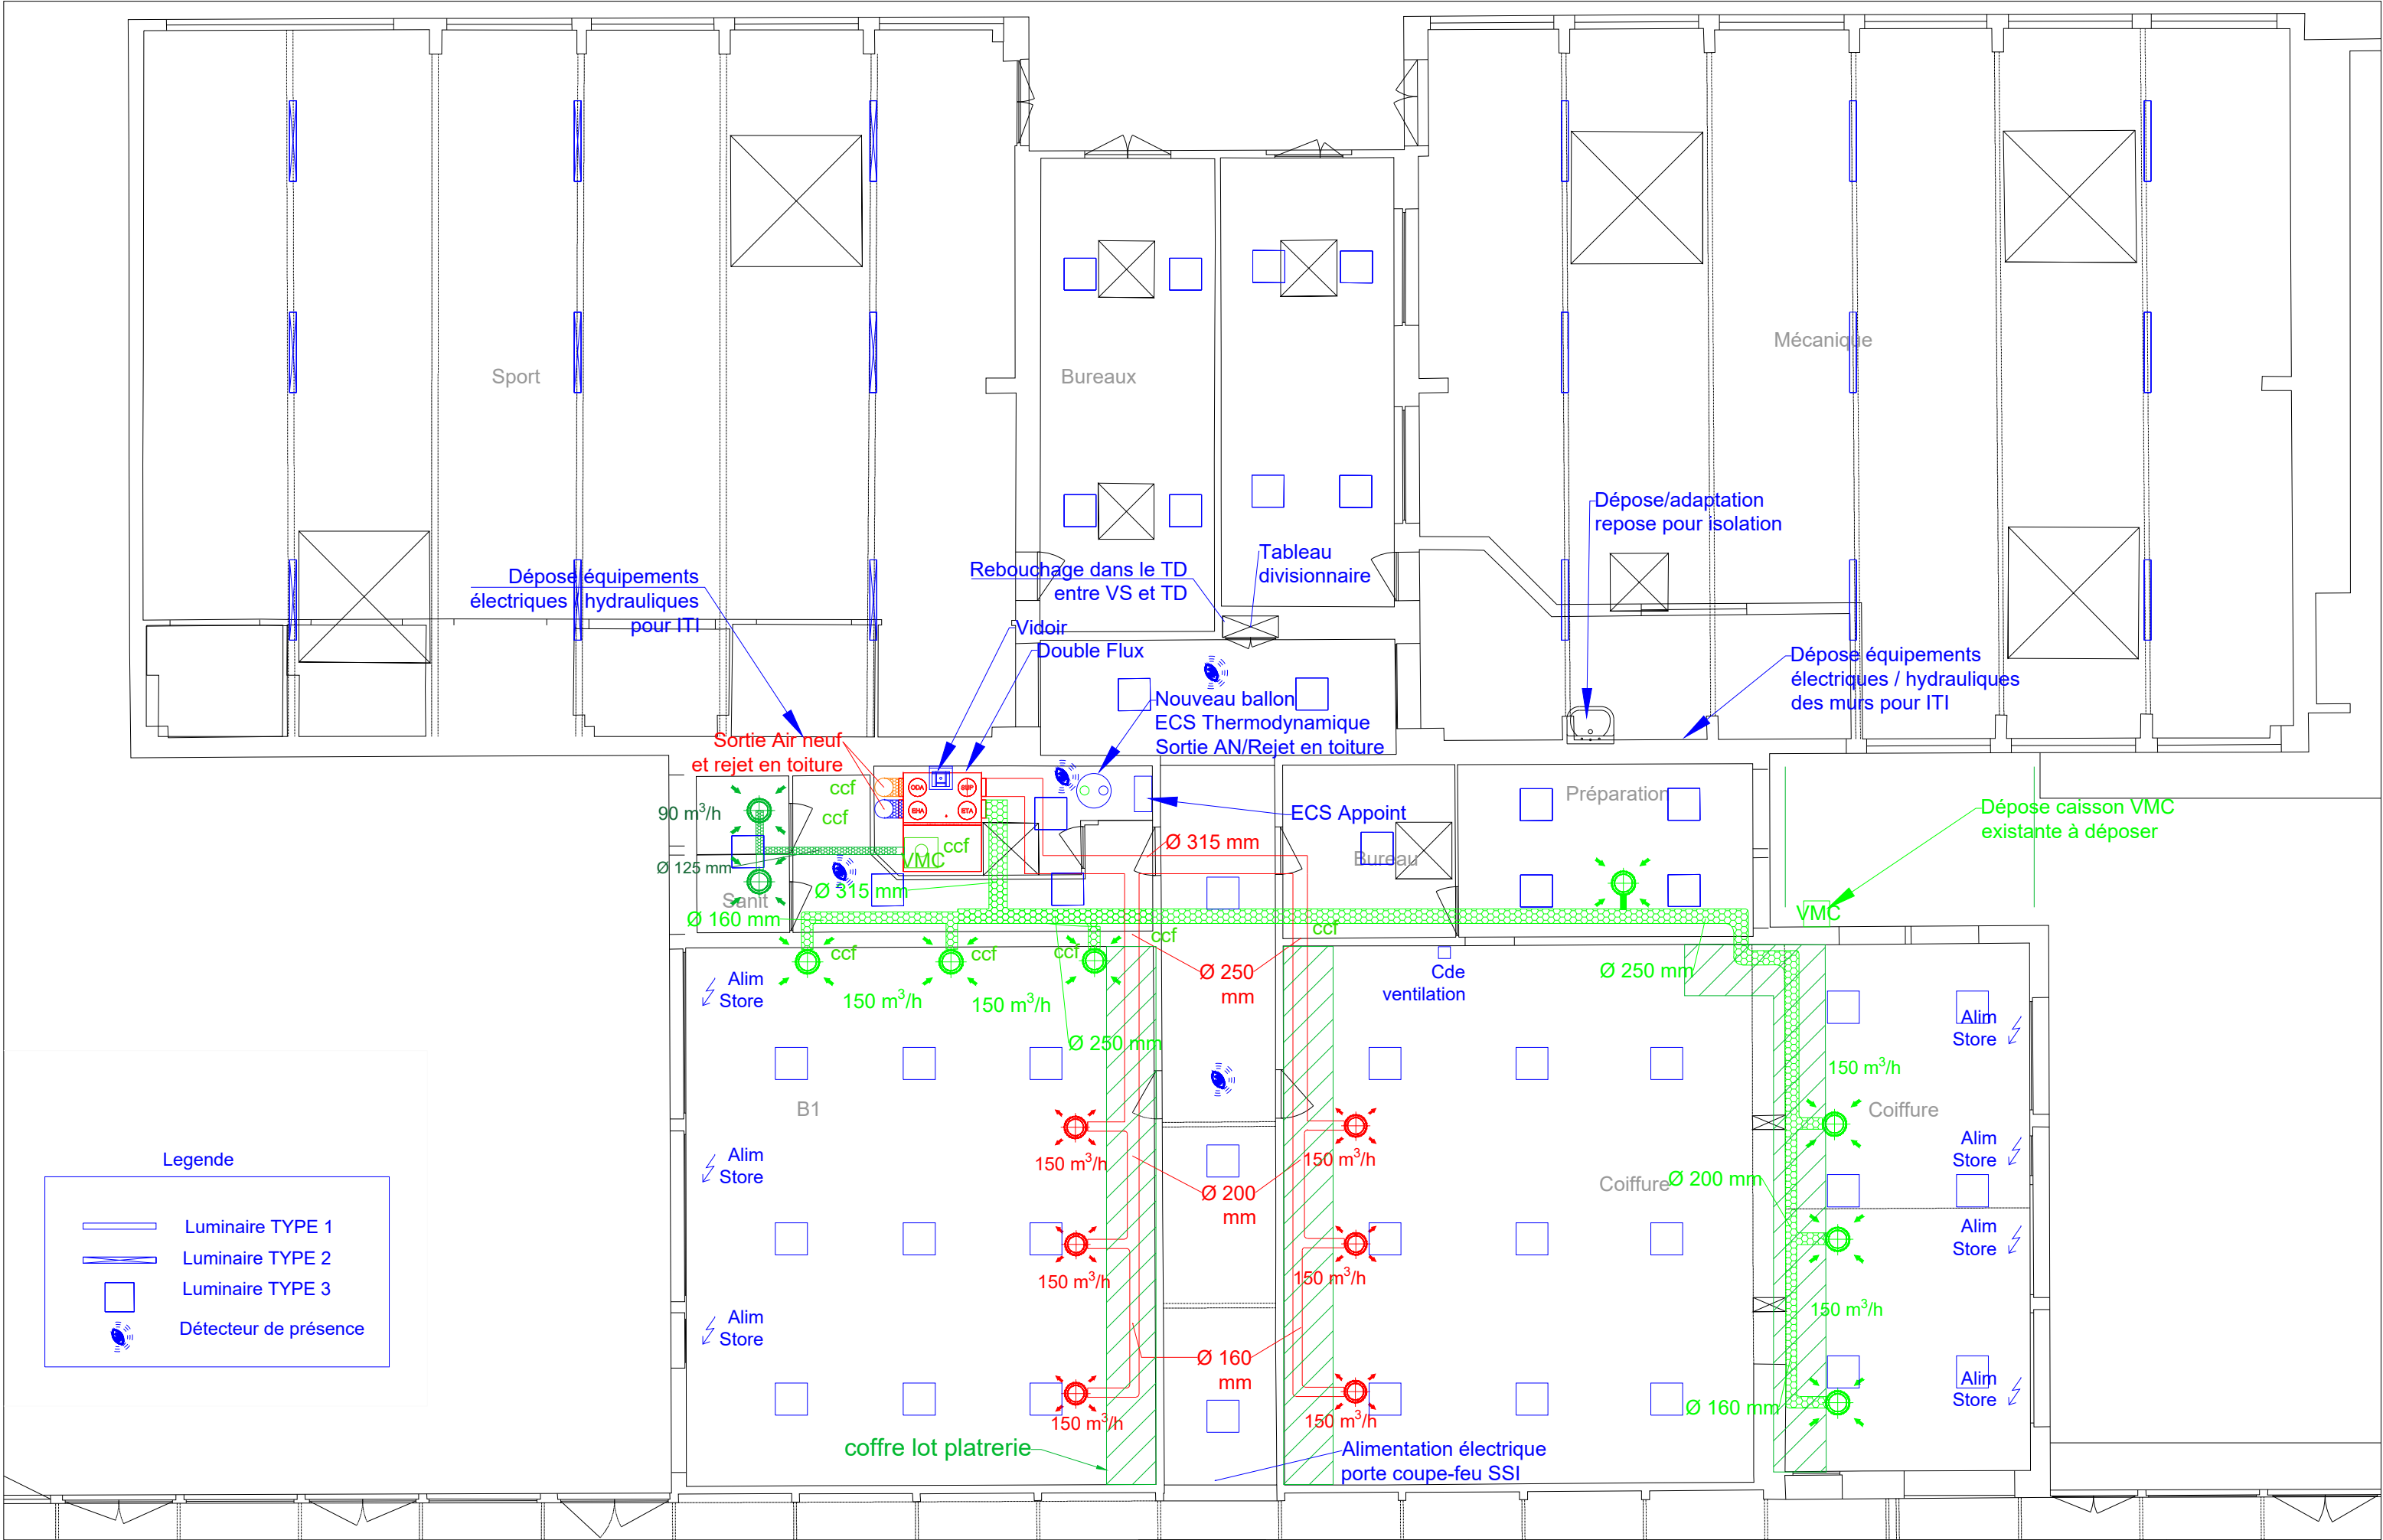 Sport
Bureaux
Mécanique
Dépose/adaptation
repose pour isolation
Tableau
divisionnaire
Rebouchage dans le TD
entre VS et TD
Dépose équipements
électriques / hydrauliques
pour ITI
Vidoir
Double Flux
Dépose équipements
électriques / hydrauliques
des murs pour ITI
Nouveau ballon
ECS Thermodynamique
Sortie AN/Rejet en toiture
Sortie Air neuf
et rejet en toiture
ODA
SUP
EHA
ETA
ccf
ccf
ccf
VMC
90 m³/h
Ø 125 mm
Sanit
Ø 315 mm
Ø 160 mm
ECS Appoint
Ø 315 mm
Bureau
Préparation
Dépose caisson VMC
existante à déposer
VMC
ccf
ccf
ccf
ccf
ccf
Alim
Store
150 m³/h
150 m³/h
Ø 250 mm
Ø 250
mm
Cde
ventilation
Ø 250 mm
Alim
Store
150 m³/h
Coiffure
B1
150 m³/h
150 m³/h
Alim
Store
Alim
Store
Ø 200
mm
Coiffure
Ø 200 mm
Alim
Store
150 m³/h
150 m³/h
150 m³/h
Alim
Store
Ø 160
mm
Alim
Store
Ø 160 mm
150 m³/h
150 m³/h
coffre lot platrerie
Alimentation électrique
porte coupe-feu SSI
Legende
Luminaire TYPE 1
Luminaire TYPE 2
Luminaire TYPE 3
Détecteur de présence